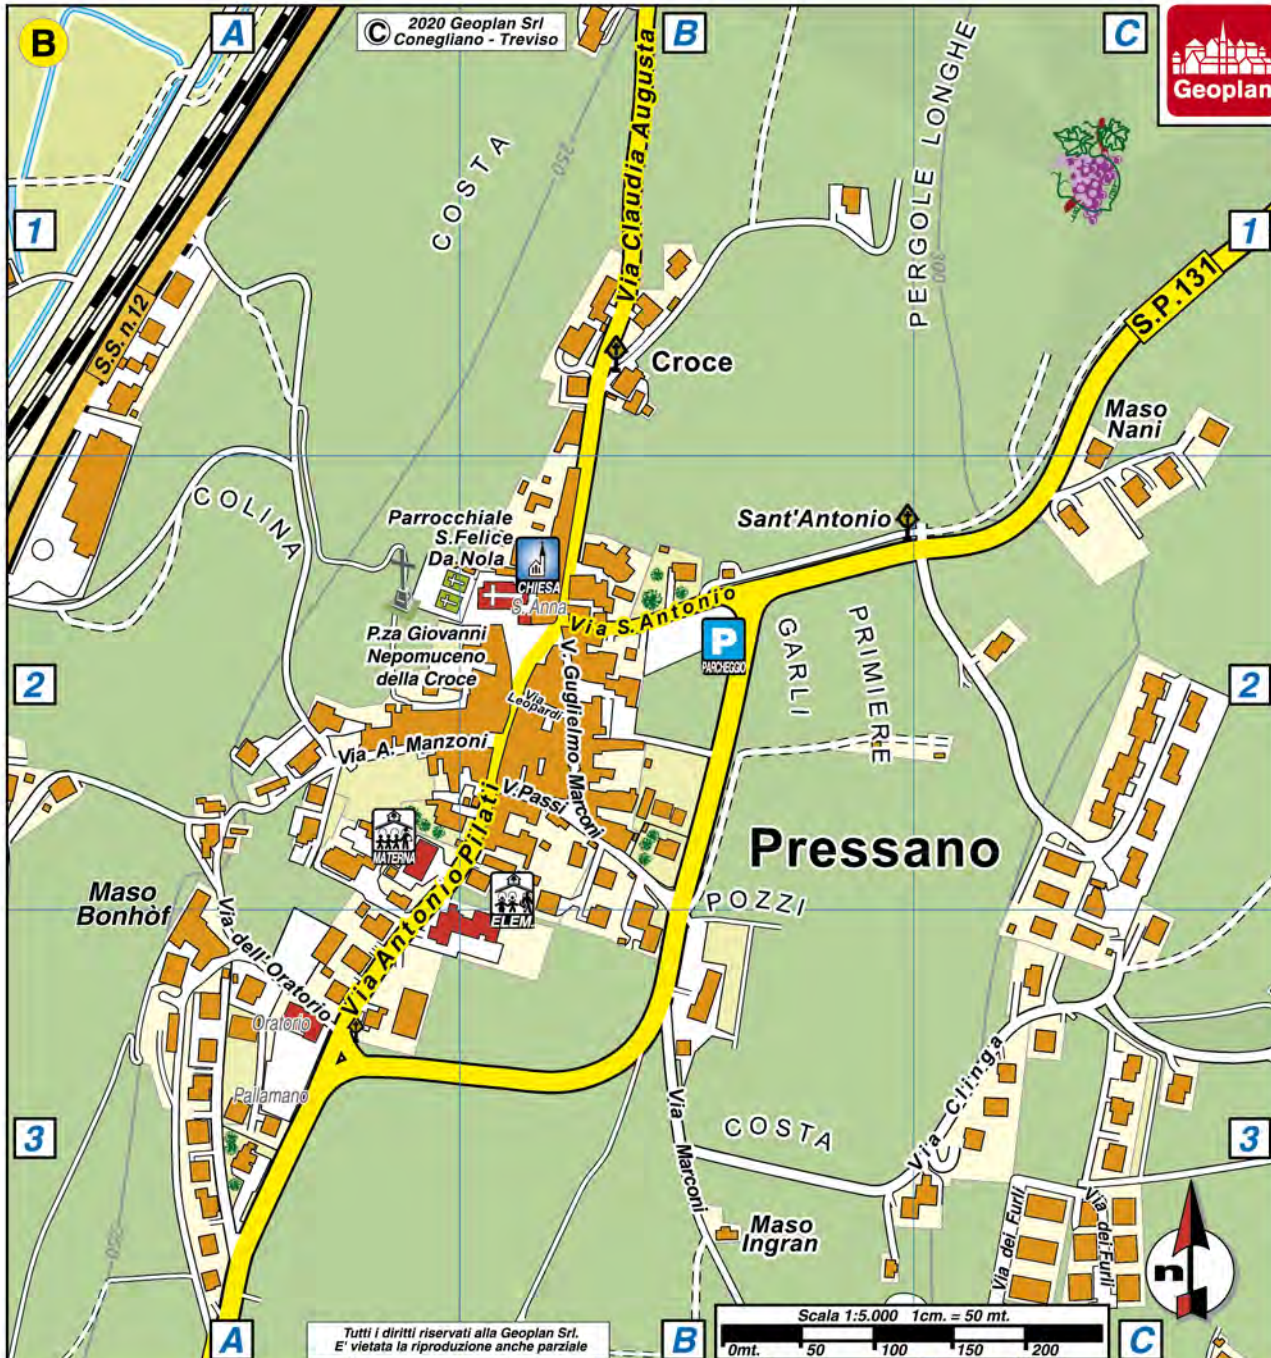 B
A
© 2020 Geoplan Srl
Conegliano - Treviso
B
C
Geoplan
COSTA
250
Via Claudia Augusta
PERGOLE LONGHE
300
1
1
S.P.131
S.S. n.12
Croce
Maso
Nani
COLINA
Parrocchiale
S.Felice
Da Nola
CHIESA
S. Anna
Sant'Antonio
Via S.Antonio
P
PARCHEGGIO
GARLI
PRIMIERE
P.za Giovanni
Nepomuceno
della Croce
2
2
Via
Leopardi
V. Guglielmo Marconi
Via A. Manzoni
V.Passi
Via Antonio Pilati
MATERNA
ELEM.
Pressano
POZZI
Maso
Bonhòf
Via dell'Oratorio
Oratorio
Pallamano
Via Clinga
COSTA
3
3
Via Marconi
Maso
Ingran
Via dei Furli
Via dei Furli
250
n
Scala 1:5.000 1cm. = 50 mt.
0mt. 50 100 150 200
A
Tutti i diritti riservati alla Geoplan Srl.
E' vietata la riproduzione anche parziale
B
C